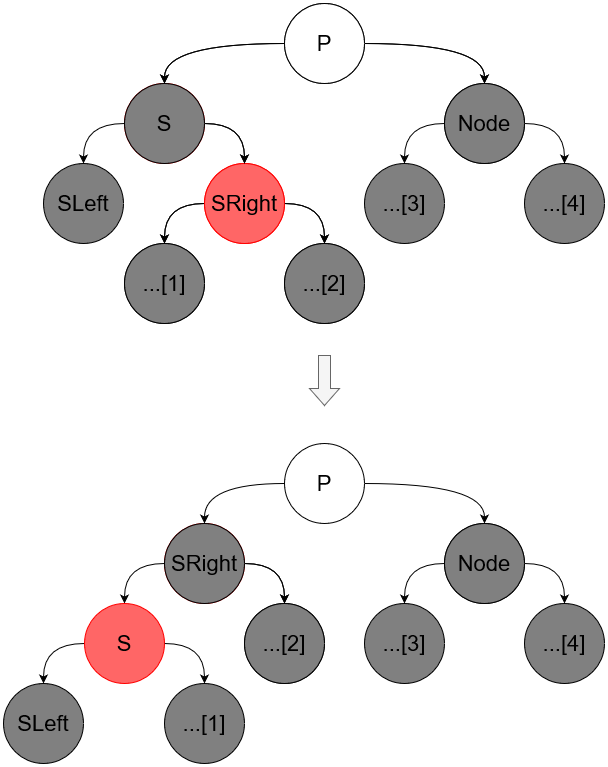 P
S
Node
SLeft
SRight
...[3]
...[4]
...[1]
...[2]
P
SRight
Node
S
...[2]
...[3]
...[4]
SLeft
...[1]